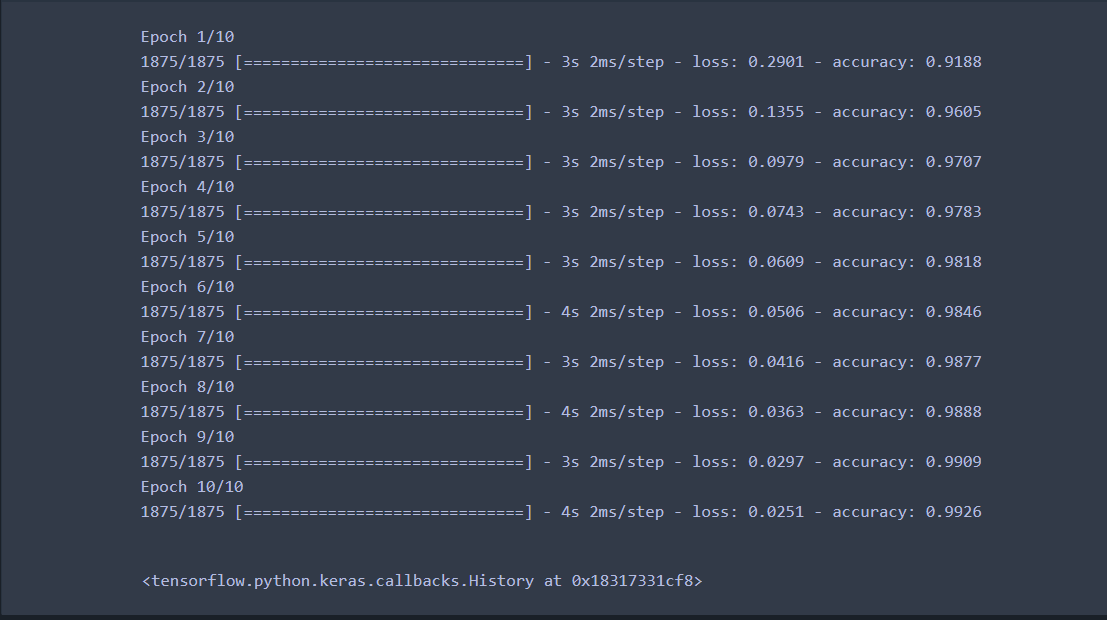 Epoch 1/10
1875/1875 [==============================] - 3s 2ms/step - loss: 0.2901 - accuracy: 0.9188
Epoch 2/10
1875/1875 [==============================] - 3s 2ms/step - loss: 0.1355 - accuracy: 0.9605
Epoch 3/10
1875/1875 [==============================] - 3s 2ms/step - loss: 0.0979 - accuracy: 0.9707
Epoch 4/10
1875/1875 [==============================] - 3s 2ms/step - loss: 0.0743 - accuracy: 0.9783
Epoch 5/10
1875/1875 [==============================] - 3s 2ms/step - loss: 0.0609 - accuracy: 0.9818
Epoch 6/10
1875/1875 [==============================] - 4s 2ms/step - loss: 0.0506 - accuracy: 0.9846
Epoch 7/10
1875/1875 [==============================] - 3s 2ms/step - loss: 0.0416 - accuracy: 0.9877
Epoch 8/10
1875/1875 [==============================] - 4s 2ms/step - loss: 0.0363 - accuracy: 0.9888
Epoch 9/10
1875/1875 [==============================] - 3s 2ms/step - loss: 0.0297 - accuracy: 0.9909
Epoch 10/10
1875/1875 [==============================] - 4s 2ms/step - loss: 0.0251 - accuracy: 0.9926
<tensorflow.python.keras.callbacks.History at 0x18317331cf8>